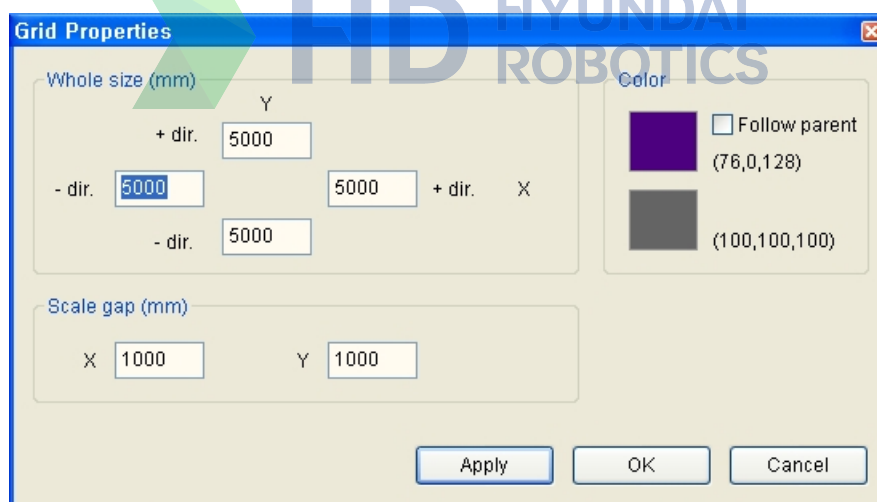 HD HYUNDAI
ROBOTICS
Grid Properties
Whole size (mm)
Y
+ dir. 5000
- dir. 5000 5000 + dir. X
- dir. 5000
Color
Follow parent
(76,0,128)
(100,100,100)
Scale gap (mm)
X 1000 Y 1000
Apply OK Cancel